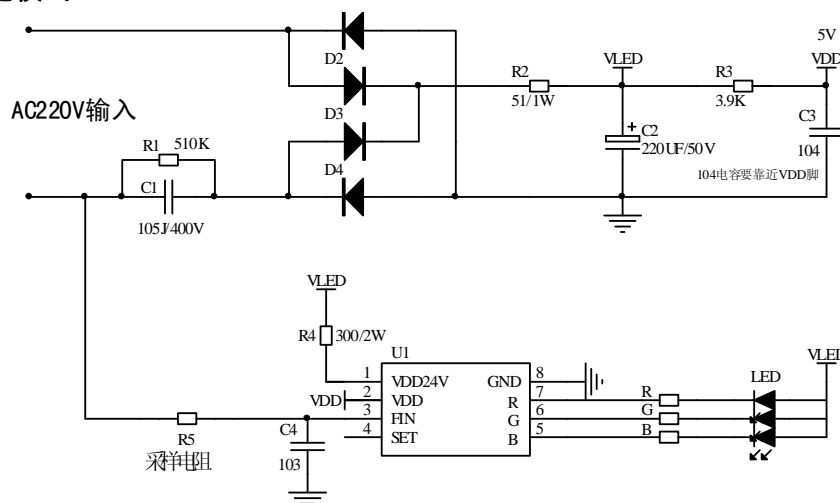 5V
D2
R2
VLED
R3
VDD
51/1W
3.9K
AC220V输入
D3
C3
R1
510K
+
C2
220UF/50V
104
C1
D4
104电容要靠近VDD脚
105J/400V
VLED
R4
300/2W
U1
VLED
1
VDD24V
GND
8
LED
VDD
2
VDD
R
7
R
3
FIN
G
6
G
R5
C4
4
SET
B
5
B
采样电阻
103